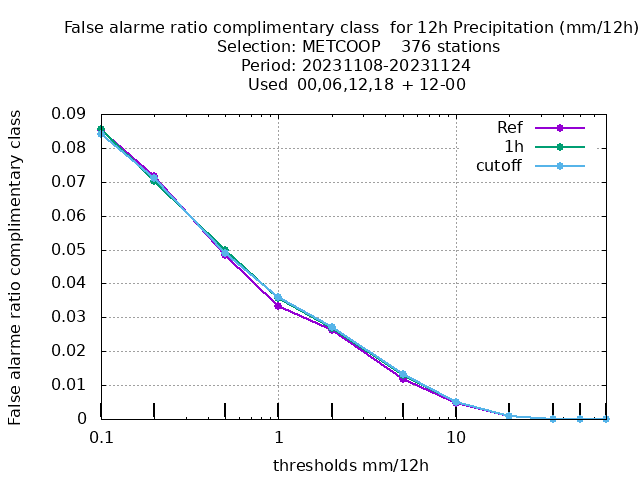 False alarme ratio complimentary class  for 12h Precipitation (mm/12h)
Selection: METCOOP    376 stations
Period: 20231108-20231124
Used  00,06,12,18 + 12-00
False alarme ratio complimentary class
0.09
0.08
0.07
0.06
0.05
0.04
0.03
0.02
0.01
0
Ref
1h
cutoff
0.1
1
10
thresholds mm/12h